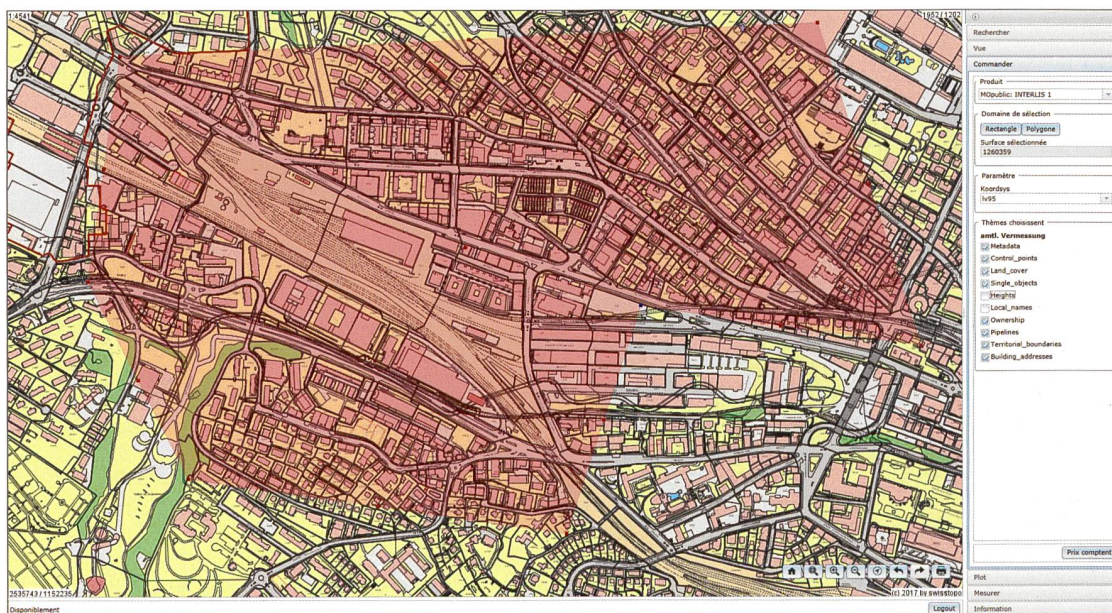 1:4541
1952/1202
Rechercher
Vue
Commander
Produit
MOpublic: INTERLIS 1
Domaine de sélection
Rectangle Polygone
Surface sélectionnée
1260359
Paramètre
Koordsys
lv95
Thèmes choisissent
amtl. Vermessung
Metadata
Control_points
Land_cover
Single_objects
Heights
Local_names
Ownership
Pipelines
Territorial_boundaries
Building_addresses
Prix comptent
2535743 / 1152235
(c) 2017 by swisstopo
Plot
Mesurer
Disponiblement
Logout
Information